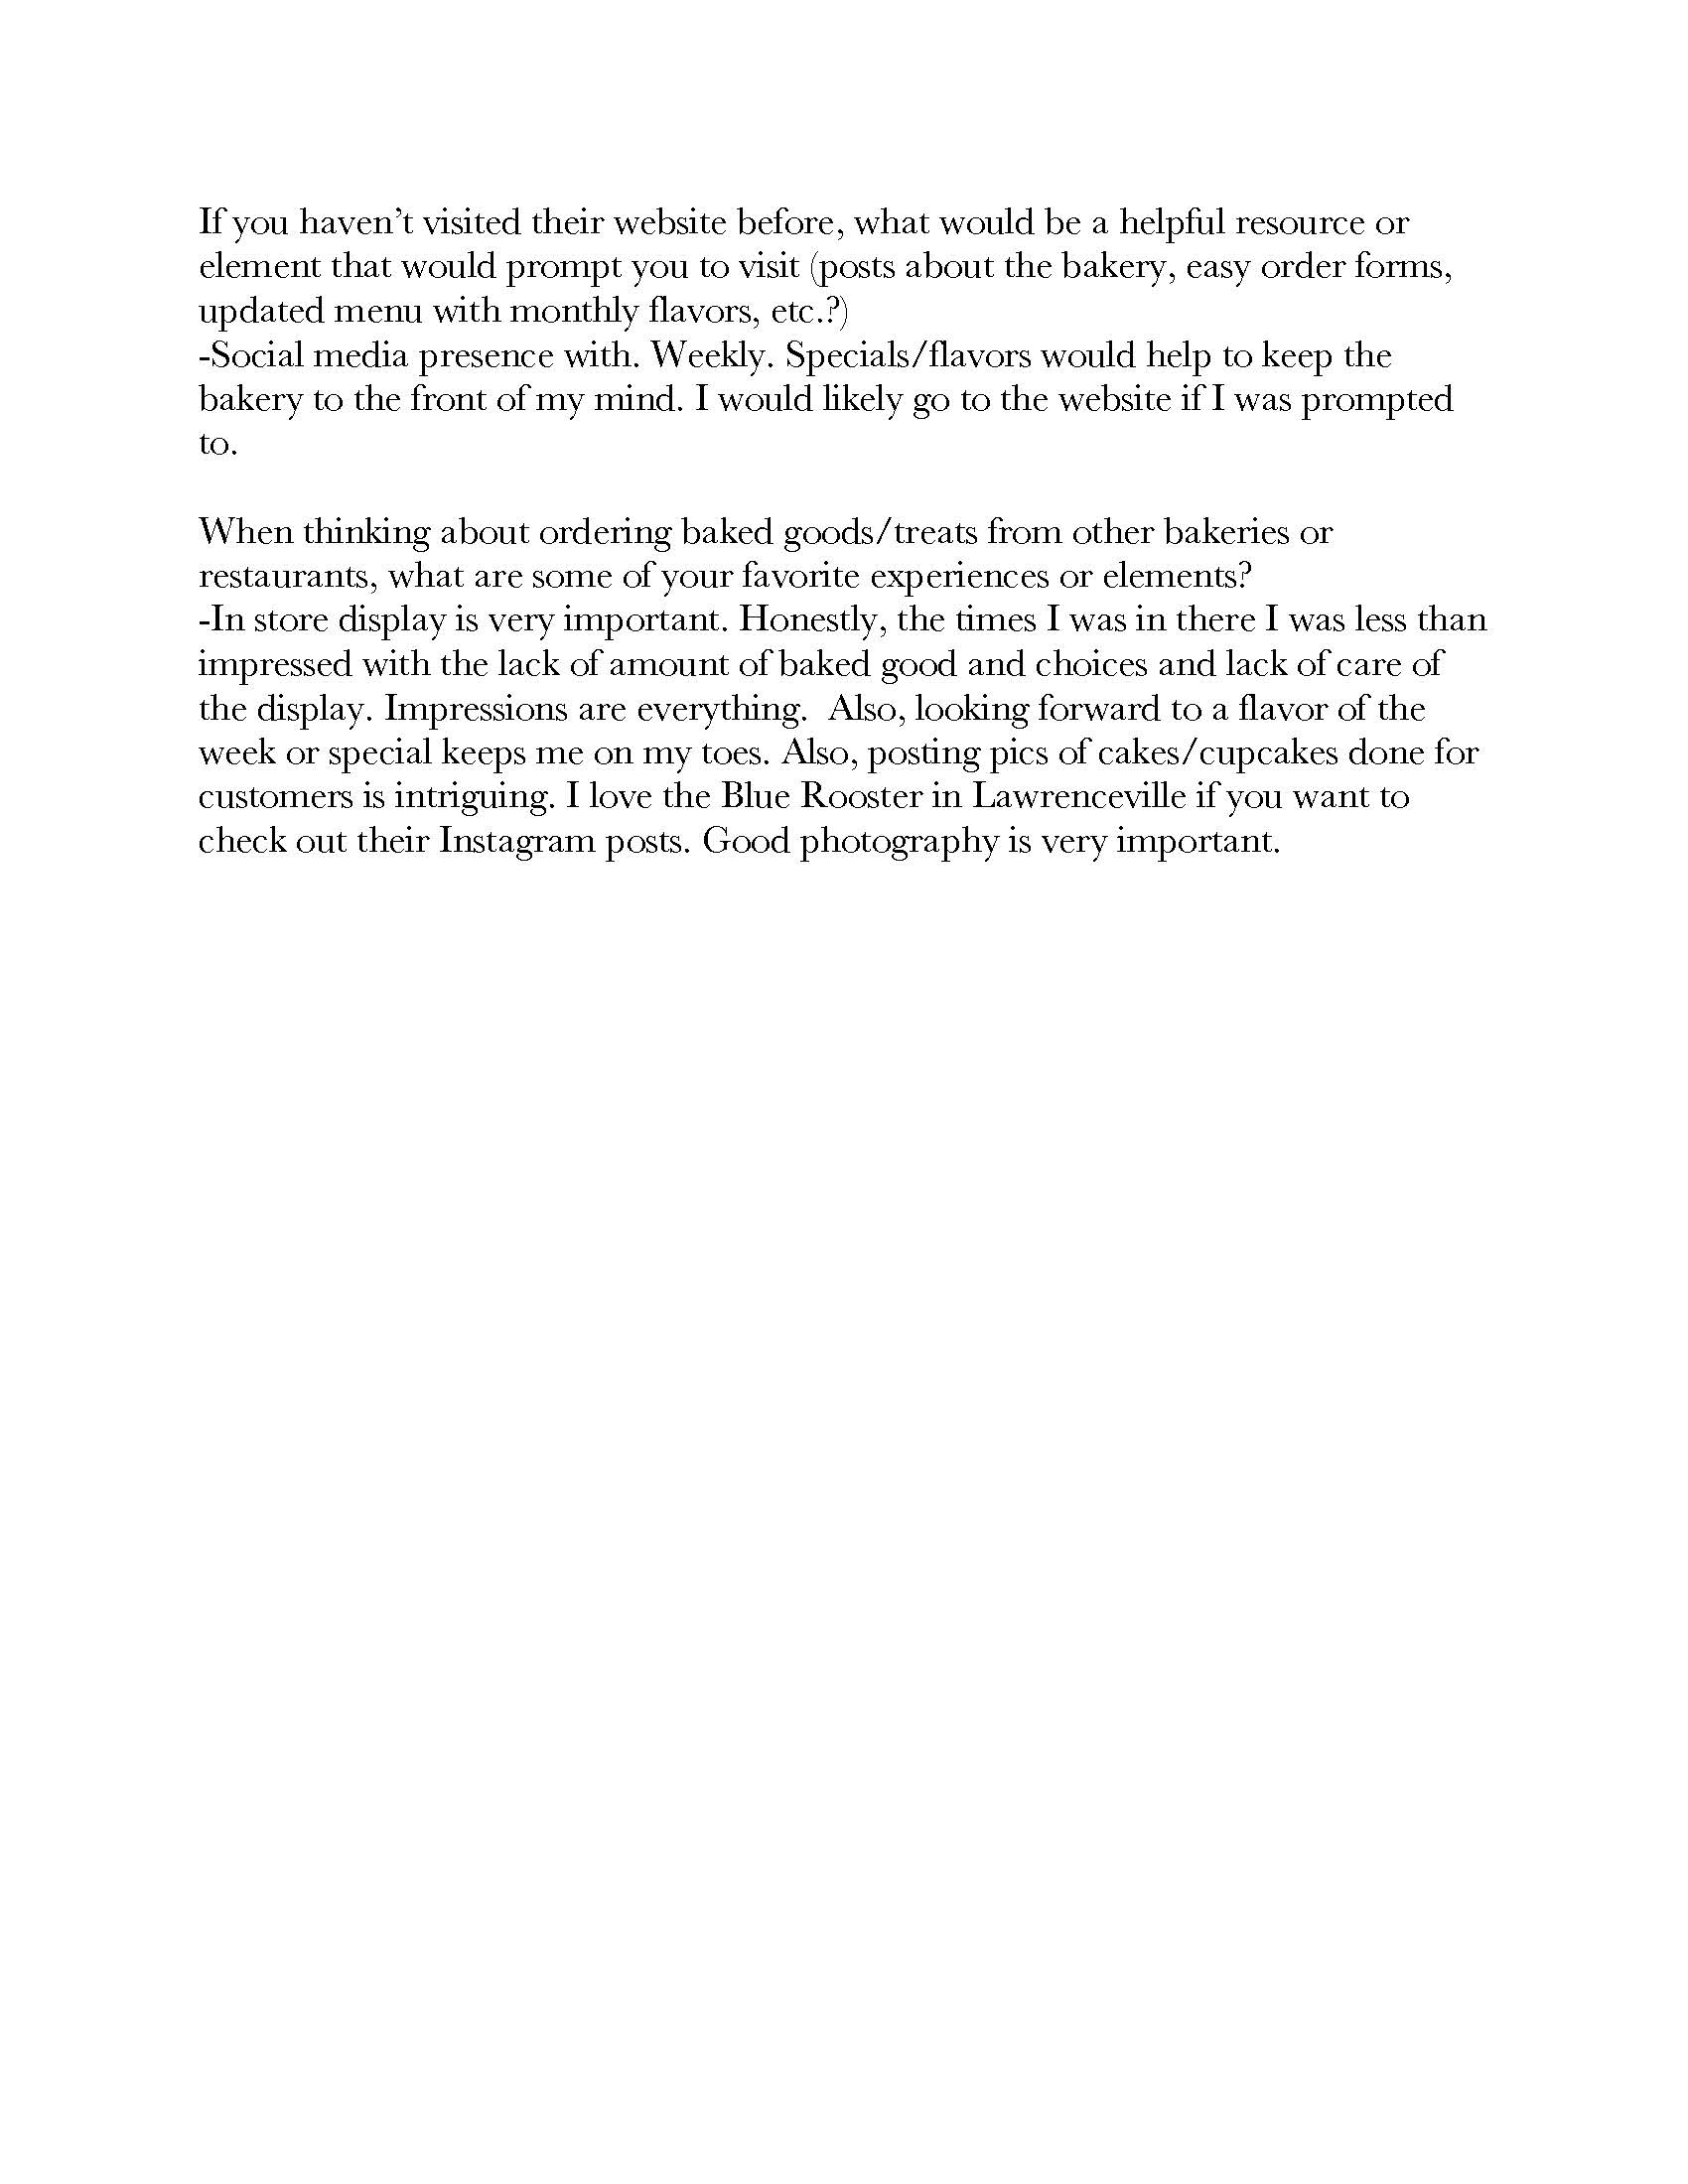 If you haven’t visited their website before, what would be a helpful resource or
element that would prompt you to visit (posts about the bakery, easy order forms,
updated menu with monthly flavors, etc.?)
-Social media presence with. Weekly. Specials/flavors would help to keep the
bakery to the front of my mind. I would likely go to the website if I was prompted
to.

When thinking about ordering baked goods/treats from other bakeries or
restaurants, what are some of your favorite experiences or elements?
-In store display is very important. Honestly, the times I was in there I was less than
impressed with the lack of amount of baked good and choices and lack of care of
the display. Impressions are everything.  Also, looking forward to a flavor of the
week or special keeps me on my toes. Also, posting pics of cakes/cupcakes done for
customers is intriguing. I love the Blue Rooster in Lawrenceville if you want to
check out their Instagram posts. Good photography is very important.